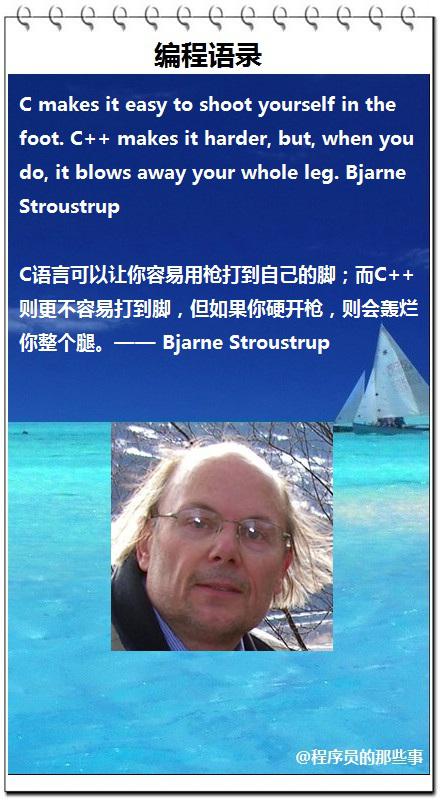 编程语录
C makes it easy to shoot yourself in the
foot. C++ makes it harder, but, when you
do, it blows away your whole leg. Bjarne
Stroustrup
C语言可以让你容易用枪打到自己的脚；而C++
则更不容易打到脚，但如果你硬开枪，则会轰烂
你整个腿。—— Bjarne Stroustrup
@程序员的那些事